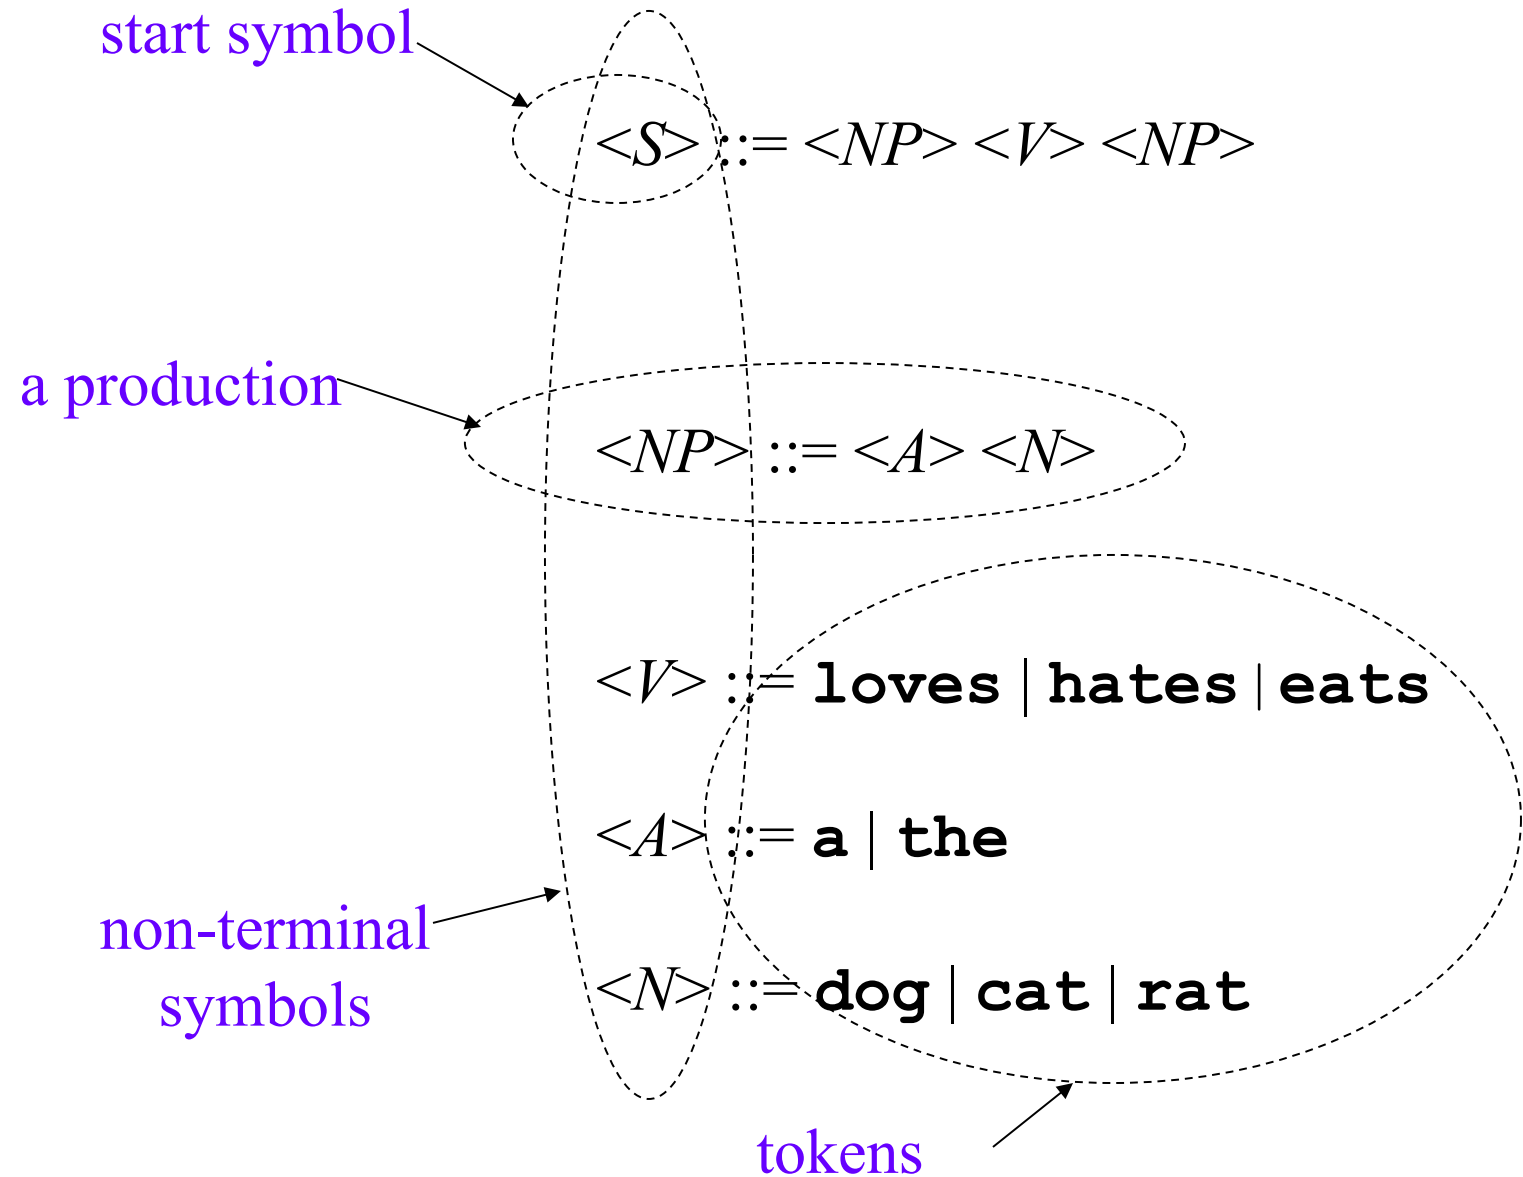 start symbol
<S> ::= <NP> <V> <NP>
a production
<NP> ::= <A> <N>
<V> ::= loves | hates | eats
<A> ::= a | the
non-terminal
symbols
<N> ::= dog | cat | rat
tokens